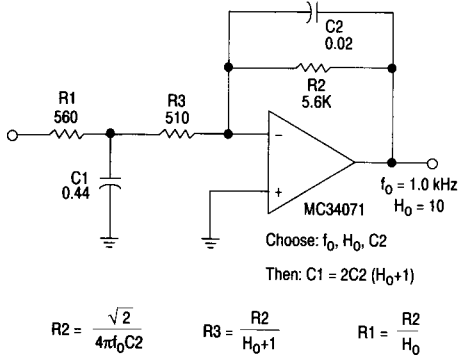 C2
0.02
R2
5.6K
R1
560
R3
510
C1
0.44
−
+
MC34071
f₀ = 1.0 kHz
H₀ = 10
Choose: f₀, H₀, C2
Then: C1 = 2C2 (H₀+1)
R2 = √2 / 4πf₀C2
R3 = R2 / H₀+1
R1 = R2 / H₀